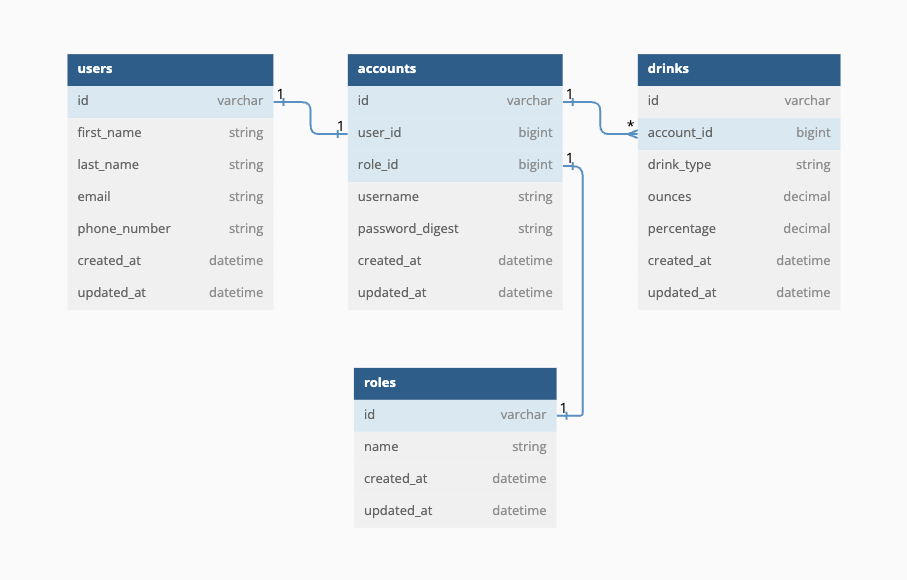 users
id varchar
first_name string
last_name string
email string
phone_number string
created_at datetime
updated_at datetime
1
1
accounts
id varchar
user_id bigint
role_id bigint
username string
password_digest string
created_at datetime
updated_at datetime
1
*
1
drinks
id varchar
account_id bigint
drink_type string
ounces decimal
percentage decimal
created_at datetime
updated_at datetime
roles
id varchar
name string
created_at datetime
updated_at datetime
1